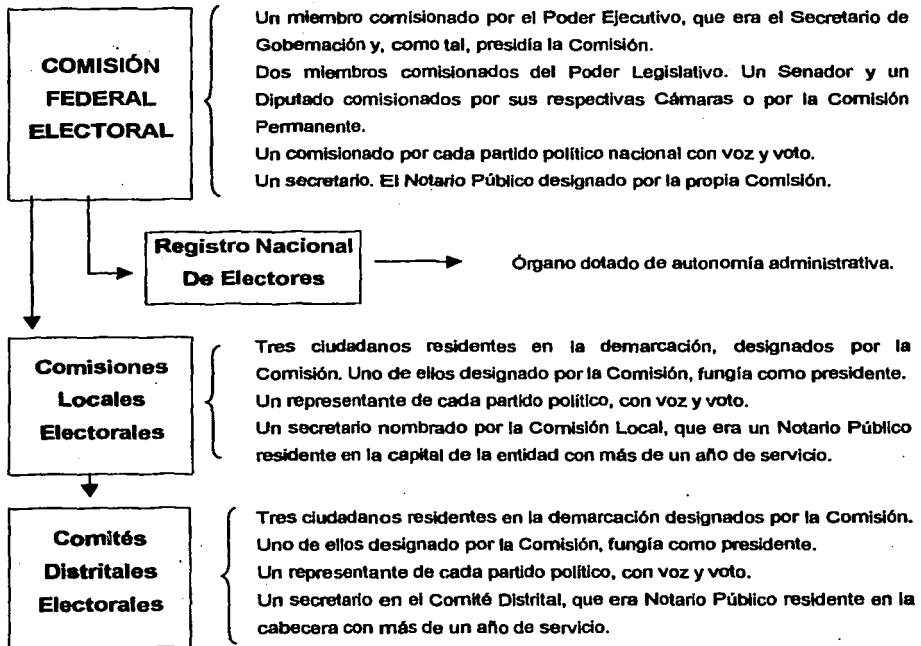 COMISIÓN
FEDERAL
ELECTORAL
Un miembro comisionado por el Poder Ejecutivo, que era el Secretario de
Gobernación y, como tal, presidía la Comisión.
Dos miembros comisionados del Poder Legislativo. Un Senador y un
Diputado comisionados por sus respectivas Cámaras o por la Comisión
Permanente.
Un comisionado por cada partido político nacional con voz y voto.
Un secretario. El Notario Público designado por la propia Comisión.
Registro Nacional
De Electores
Órgano dotado de autonomía administrativa.
Comisiones
Locales
Electorales
Tres ciudadanos residentes en la demarcación, designados por la
Comisión. Uno de ellos designado por la Comisión, fungía como presidente.
Un representante de cada partido político, con voz y voto.
Un secretario nombrado por la Comisión Local, que era un Notario Público
residente en la capital de la entidad con más de un año de servicio.
Comités
Distritales
Electorales
Tres ciudadanos residentes en la demarcación designados por la Comisión.
Uno de ellos designado por la Comisión, fungía como presidente.
Un representante de cada partido político, con voz y voto.
Un secretario en el Comité Distrital, que era Notario Público residente en la
cabecera con más de un año de servicio.